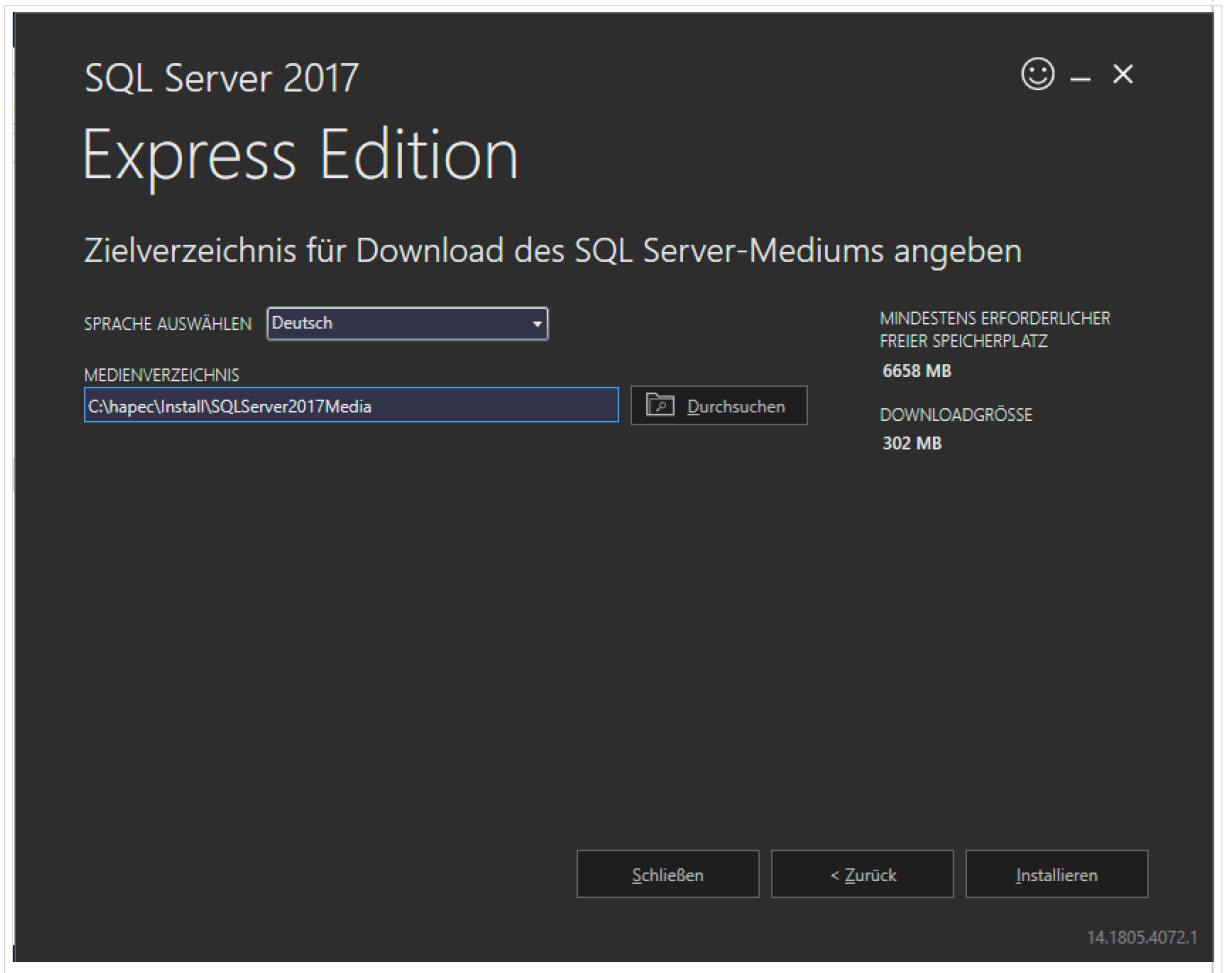 SQL Server 2017
Express Edition
Zielverzeichnis für Download des SQL Server-Mediums angeben
SPRACHE AUSWÄHLEN Deutsch
MEDIENVERZEICHNIS
C:\hapec\Install\SQLServer2017Media Durchsuchen
MINDESTENS ERFORDERLICHER
FREIER SPEICHERPLATZ
6658 MB
DOWNLOADGRÖSSE
302 MB
Schließen < Zurück Installieren
14.1805.4072.1